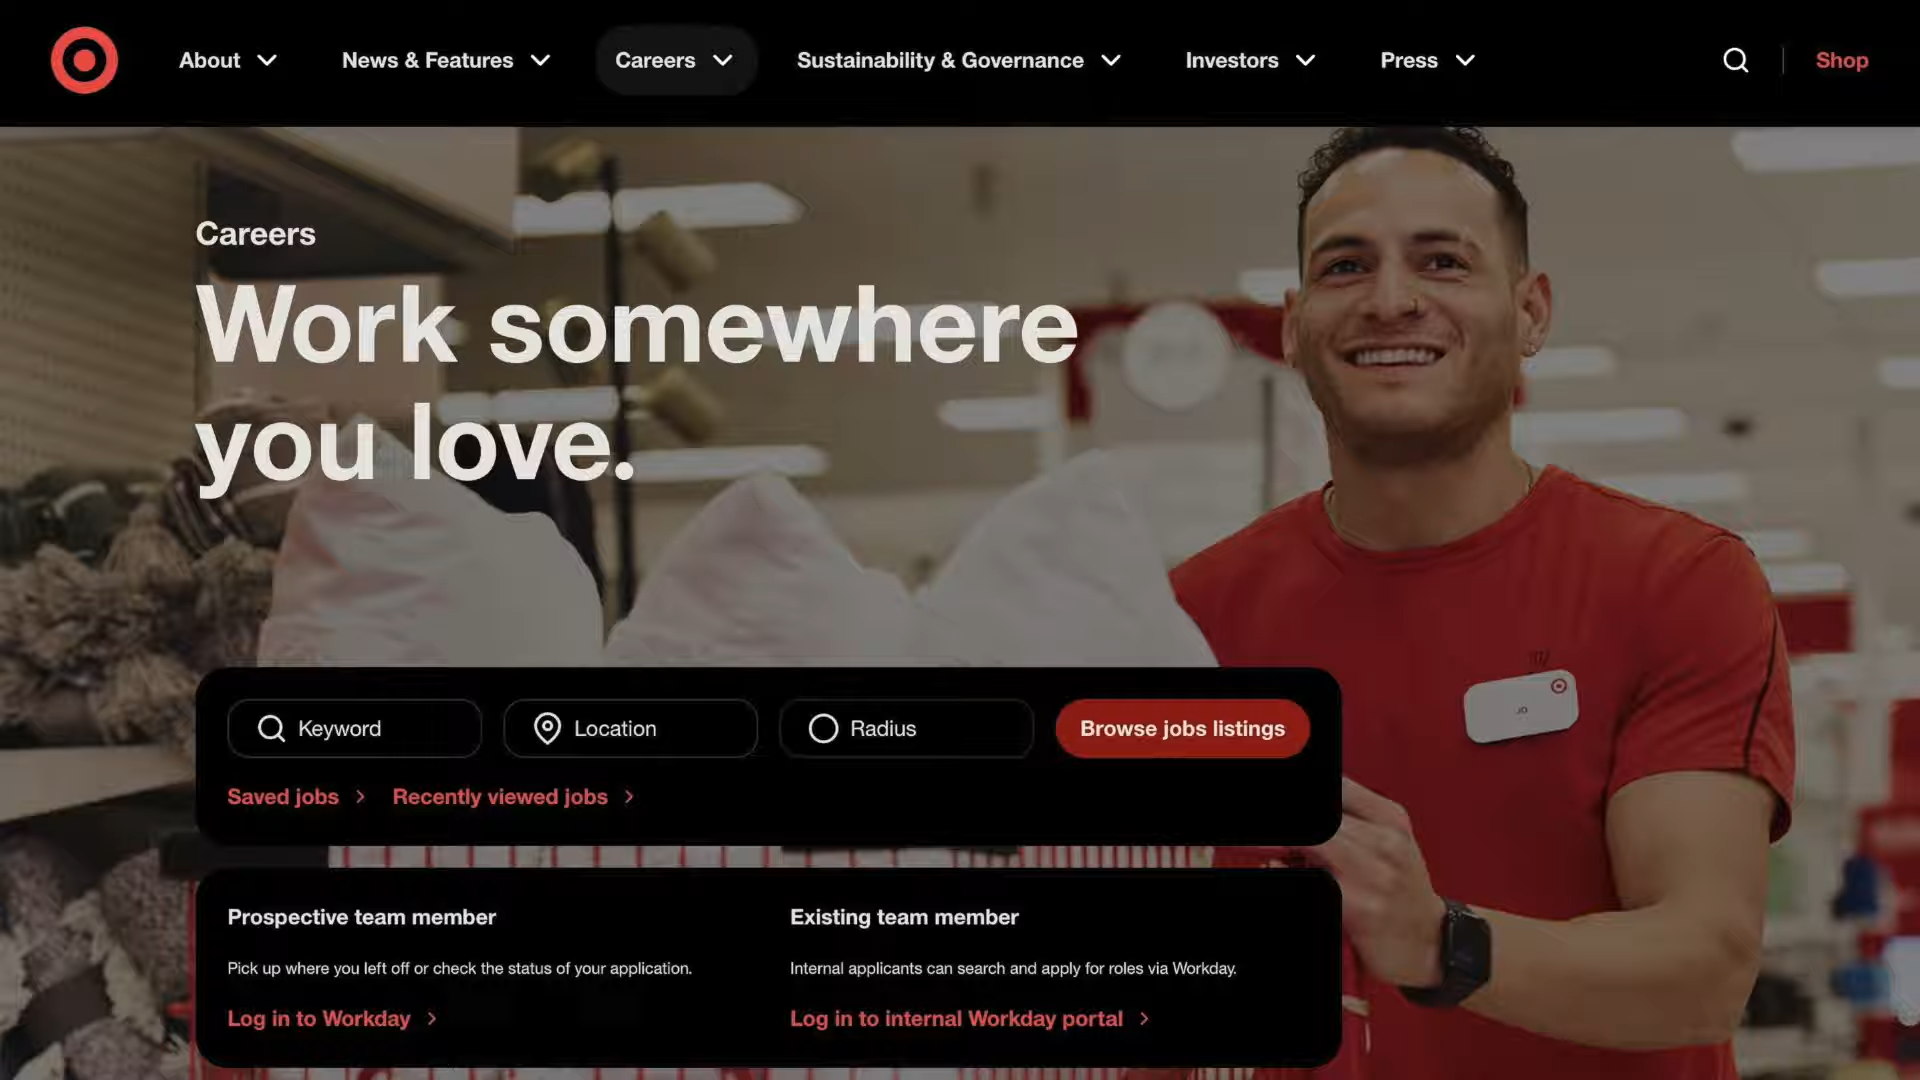 About
News & Features
Careers
Sustainability & Governance
Investors
Press
Shop
Careers
Work somewhere
you love.
Keyword
Location
Radius
Browse jobs listings
Saved jobs
Recently viewed jobs
Prospective team member
Pick up where you left off or check the status of your application.
Log in to Workday
Existing team member
Internal applicants can search and apply for roles via Workday.
Log in to internal Workday portal